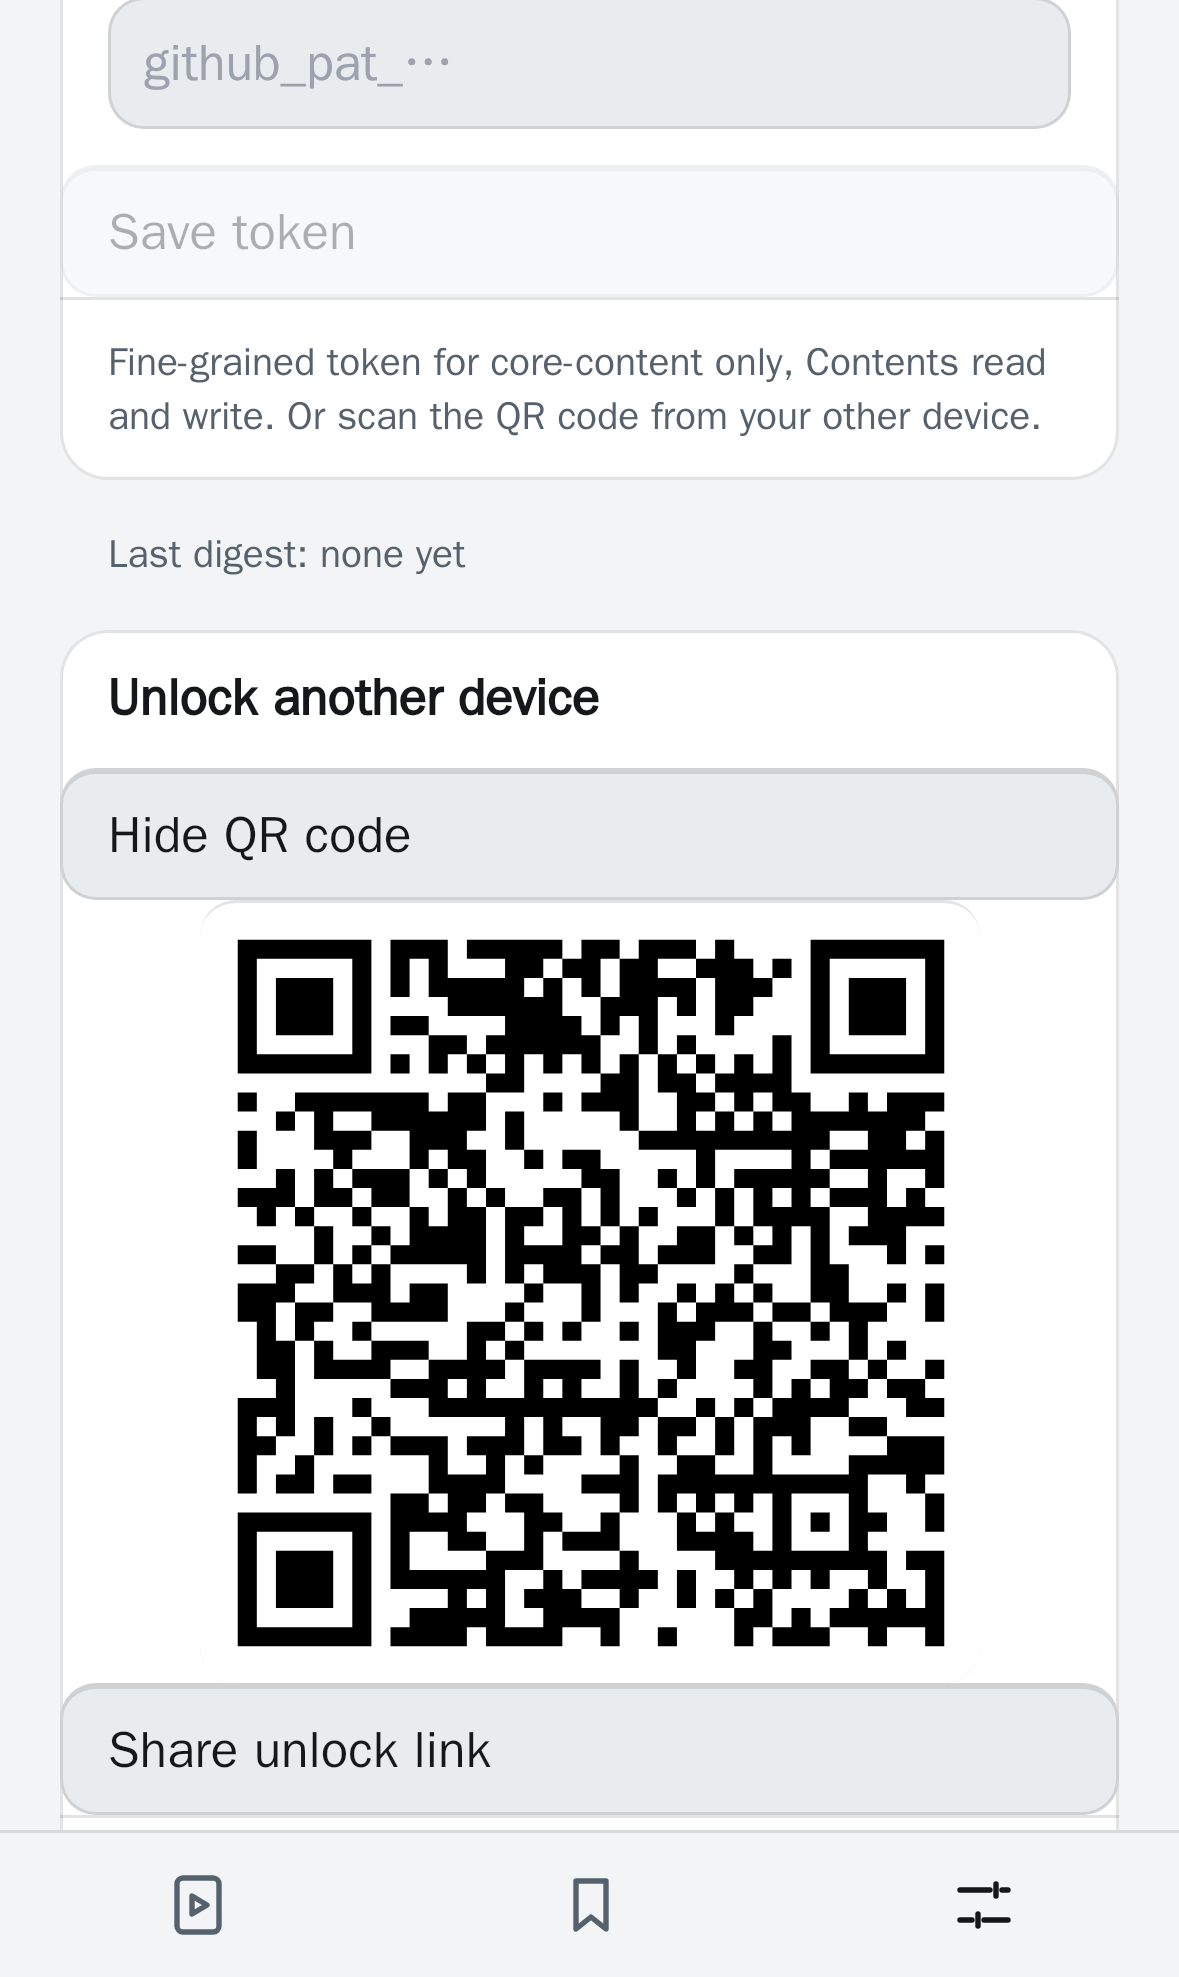 github_pat_···
Save token
Fine-grained token for core-content only, Contents read
and write. Or scan the QR code from your other device.
Last digest: none yet
Unlock another device
Hide QR code
Share unlock link